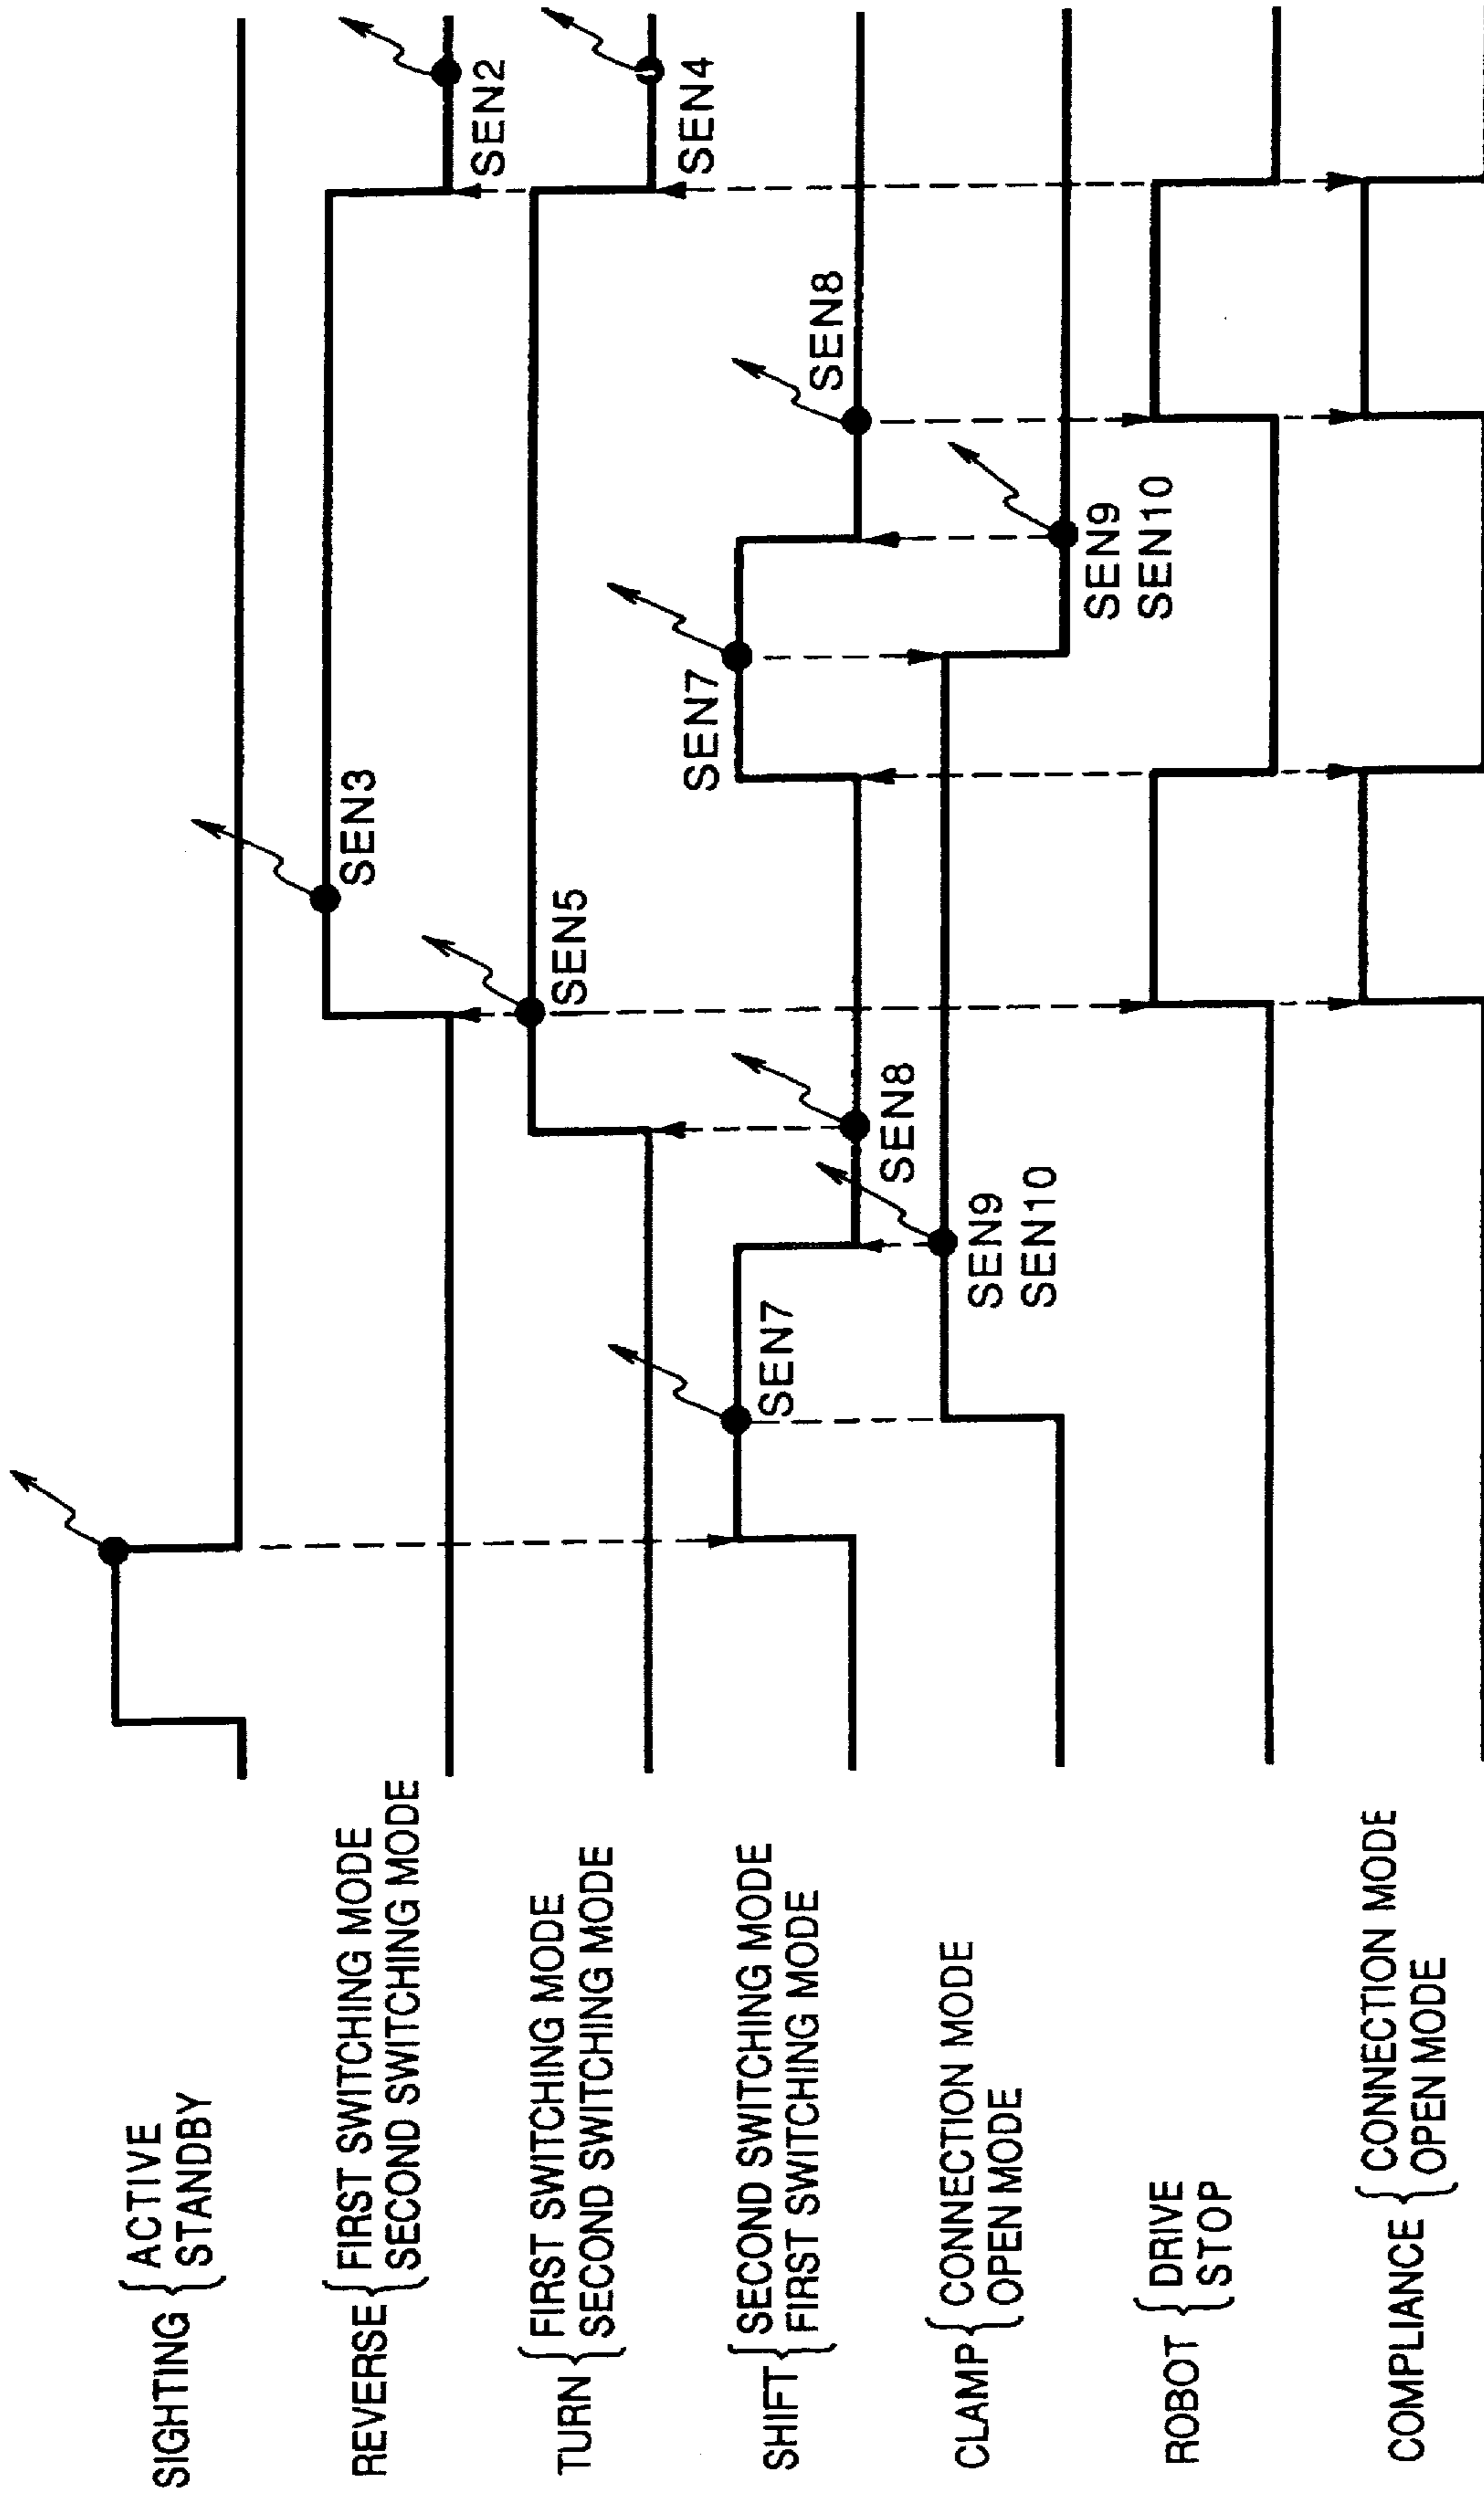 SIGHTING
ACTIVE
STANDBY
REVERSE
FIRST SWITCHING MODE
SECOND SWITCHING MODE
SEN3
SEN2
TURN
FIRST SWITCHING MODE
SECOND SWITCHING MODE
SEN5
SEN4
SHIFT
SECOND SWITCHING MODE
FIRST SWITCHING MODE
SEN7
SEN8
SEN7
SEN8
CLAMP
CONNECTION MODE
OPEN MODE
SEN9
SEN10
SEN9
SEN10
ROBOT
DRIVE
STOP
COMPLIANCE
CONNECTION MODE
OPEN MODE